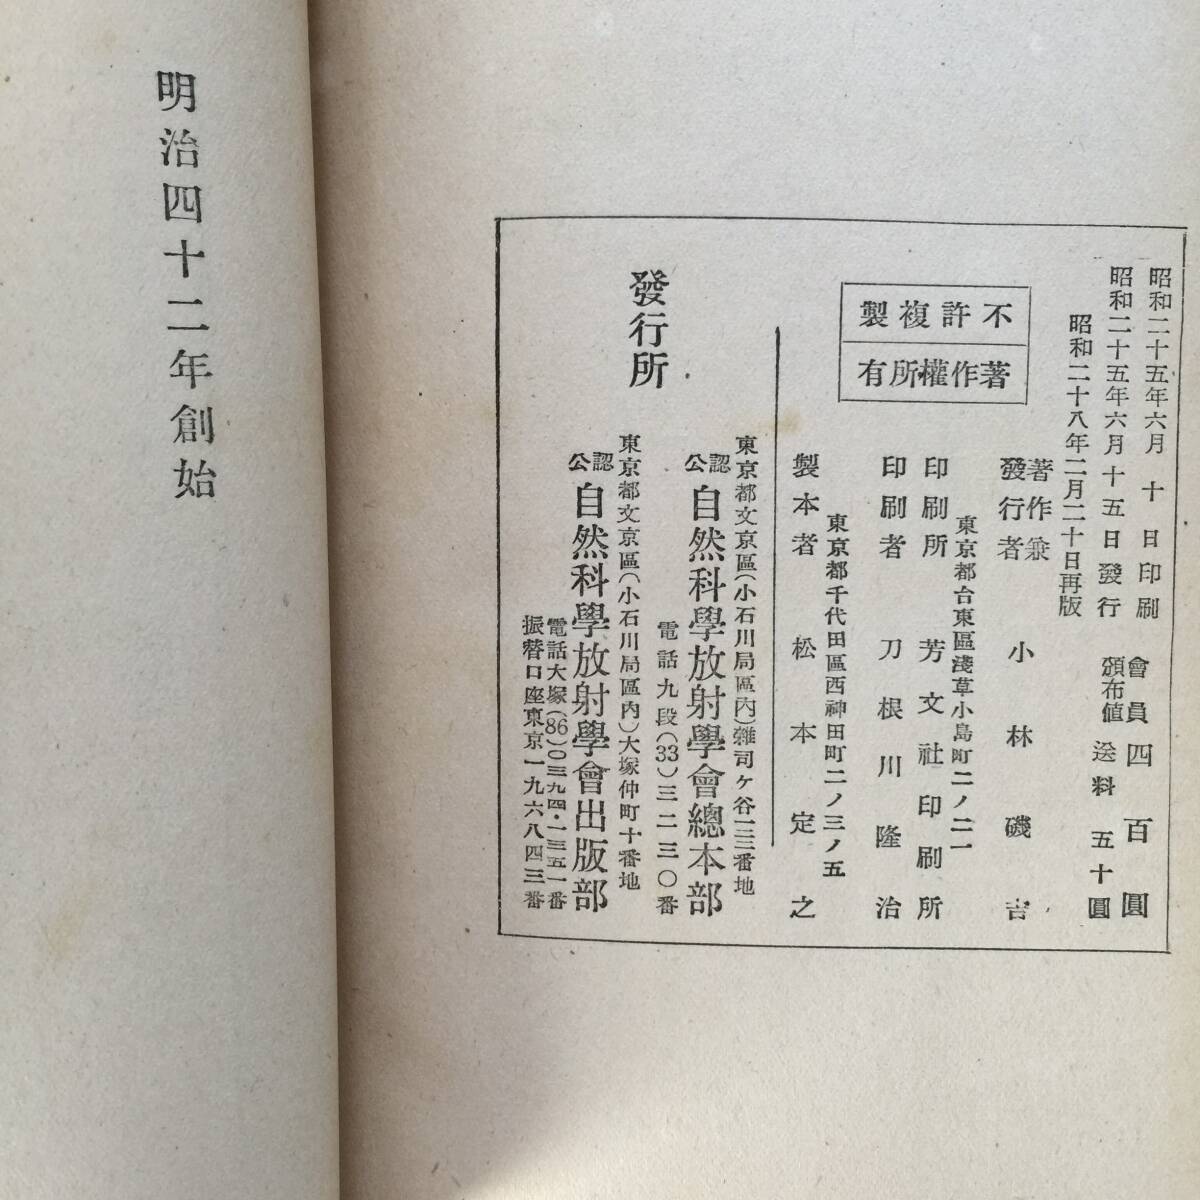 昭和二十五年六月十日印刷
昭和二十五年六月十五日發行
昭和二十八年二月二十日再版
會員頒布値 四百圓
送料 五十圓
不許複製
著作權所有
著作兼發行者 小林磯吉
東京都台東區淺草小島町二ノ二一
印刷所 芳文社印刷所
印刷者 刀根川隆治
東京都千代田區西神田町二ノ三ノ五
製本者 松本定之
發行所
東京都文京區(小石川局區內)雜司ヶ谷一三三番地
公認 自然科學放射學會總本部
電話九段(33)三二三〇番
東京都文京區(小石川局區內)大塚仲町十番地
公認 自然科學放射學會出版部
電話大塚(86)〇三九四・一三五一番
振替口座東京一九六八四三番
明治四十二年創始